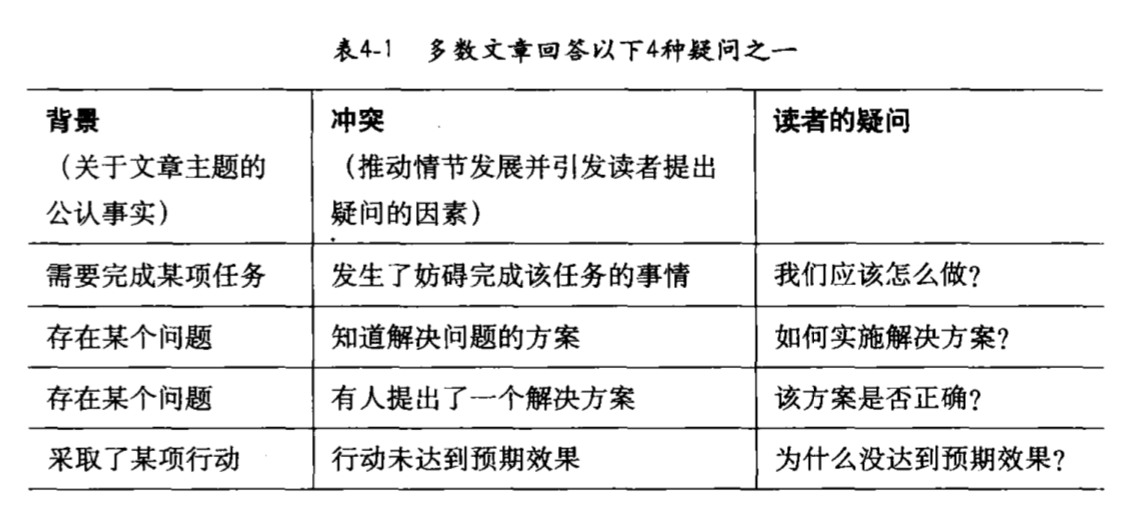 表4-1 多数文章回答以下4种疑问之一
背景 冲突 读者的疑问
（关于文章主题的 （推动情节发展并引发读者提出
公认事实） 疑问的因素）
需要完成某项任务 发生了妨碍完成该任务的事情 我们应该怎么做？
存在某个问题 知道解决问题的方案 如何实施解决方案？
存在某个问题 有人提出了一个解决方案 该方案是否正确？
采取了某项行动 行动未达到预期效果 为什么没达到预期效果？